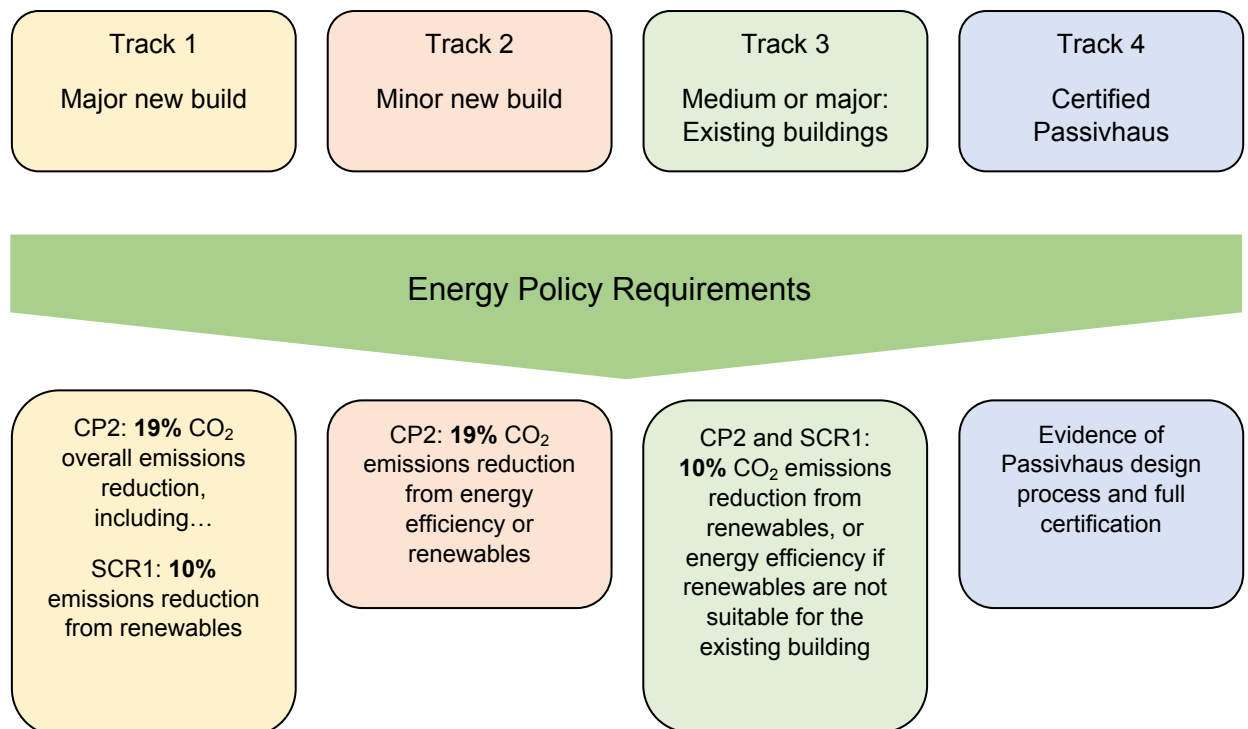 Track 1
Major new build
Track 2
Minor new build
Track 3
Medium or major:
Existing buildings
Track 4
Certified
Passivhaus
Energy Policy Requirements
CP2: 19% CO₂
overall emissions
reduction,
including…
SCR1: 10%
emissions reduction
from renewables
CP2: 19% CO₂
emissions reduction
from energy
efficiency or
renewables
CP2 and SCR1:
10% CO₂ emissions
reduction from
renewables, or
energy efficiency if
renewables are not
suitable for the
existing building
Evidence of
Passivhaus design
process and full
certification